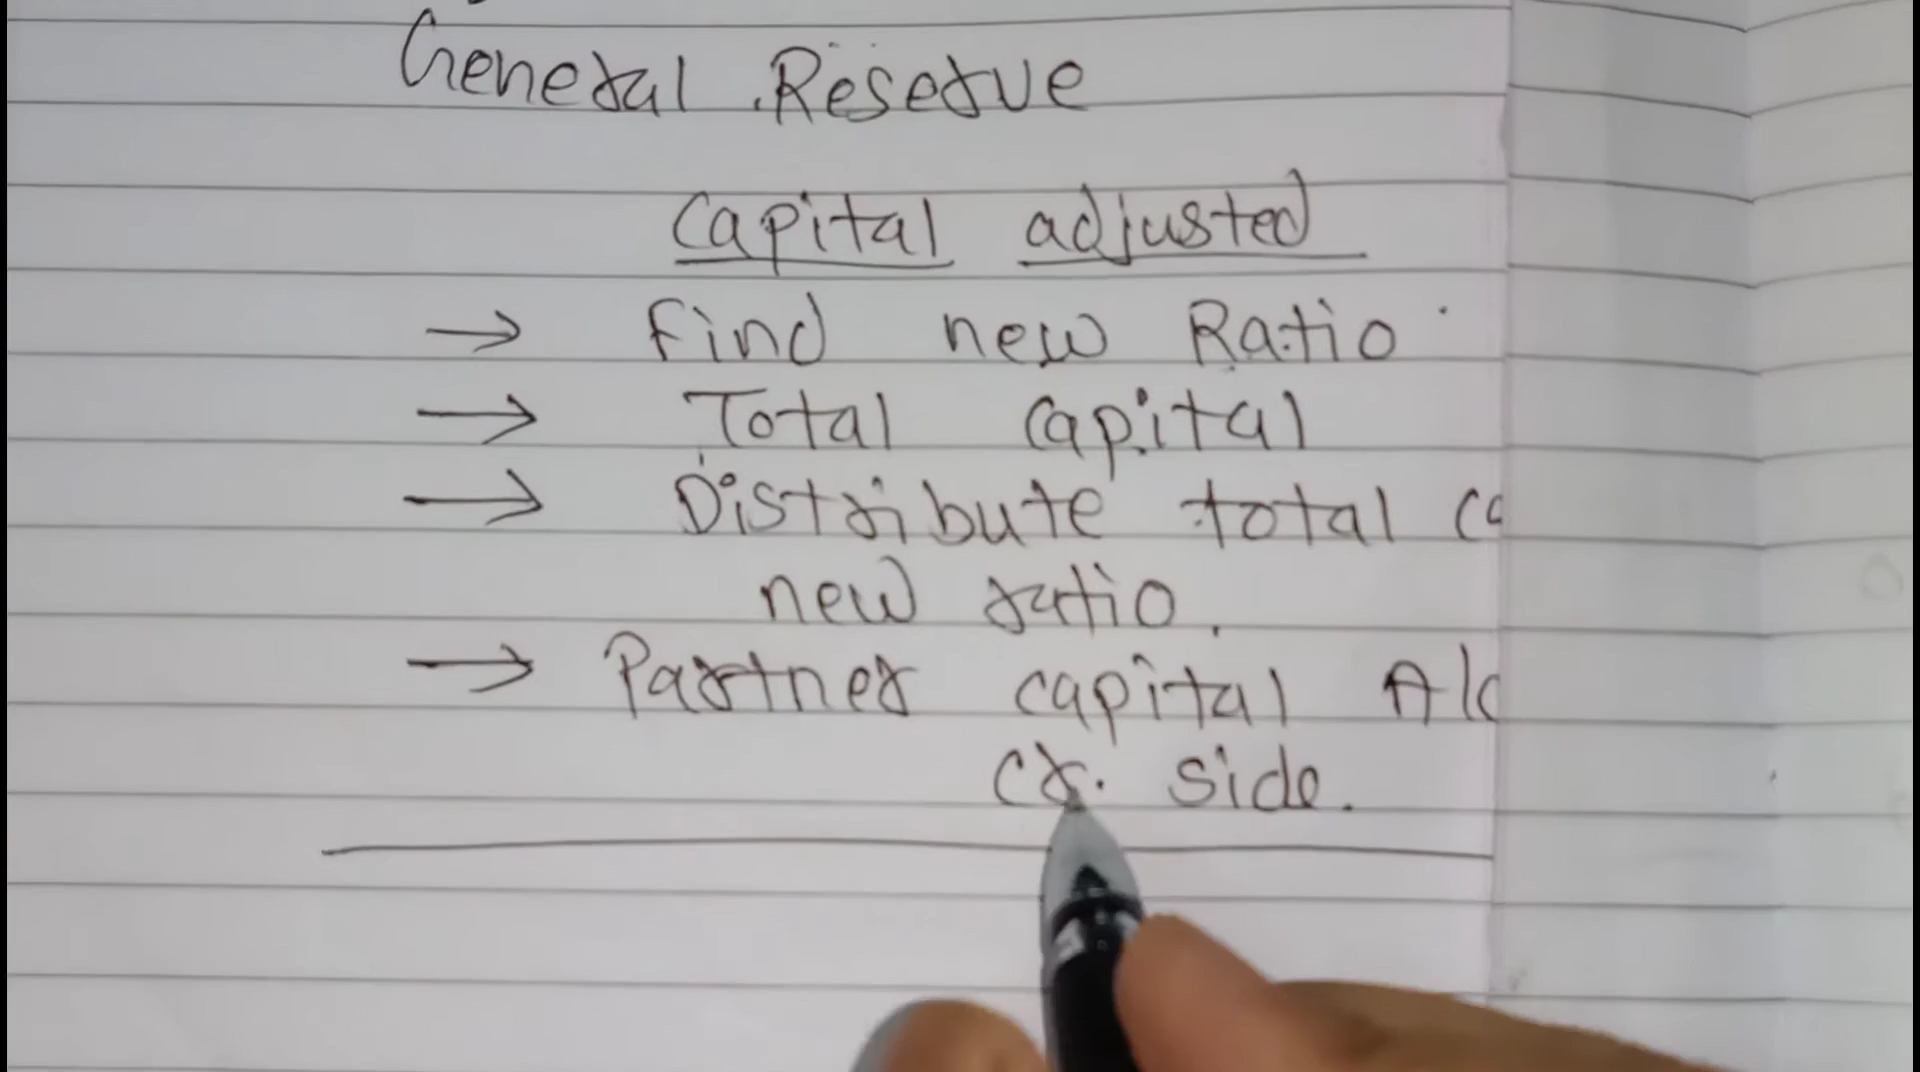 General Reserve
Capital adjusted
→ Find new Ratio
→ Total Capital
→ Distribute total
new ratio.
→ Partner capital A/c
cr. side.